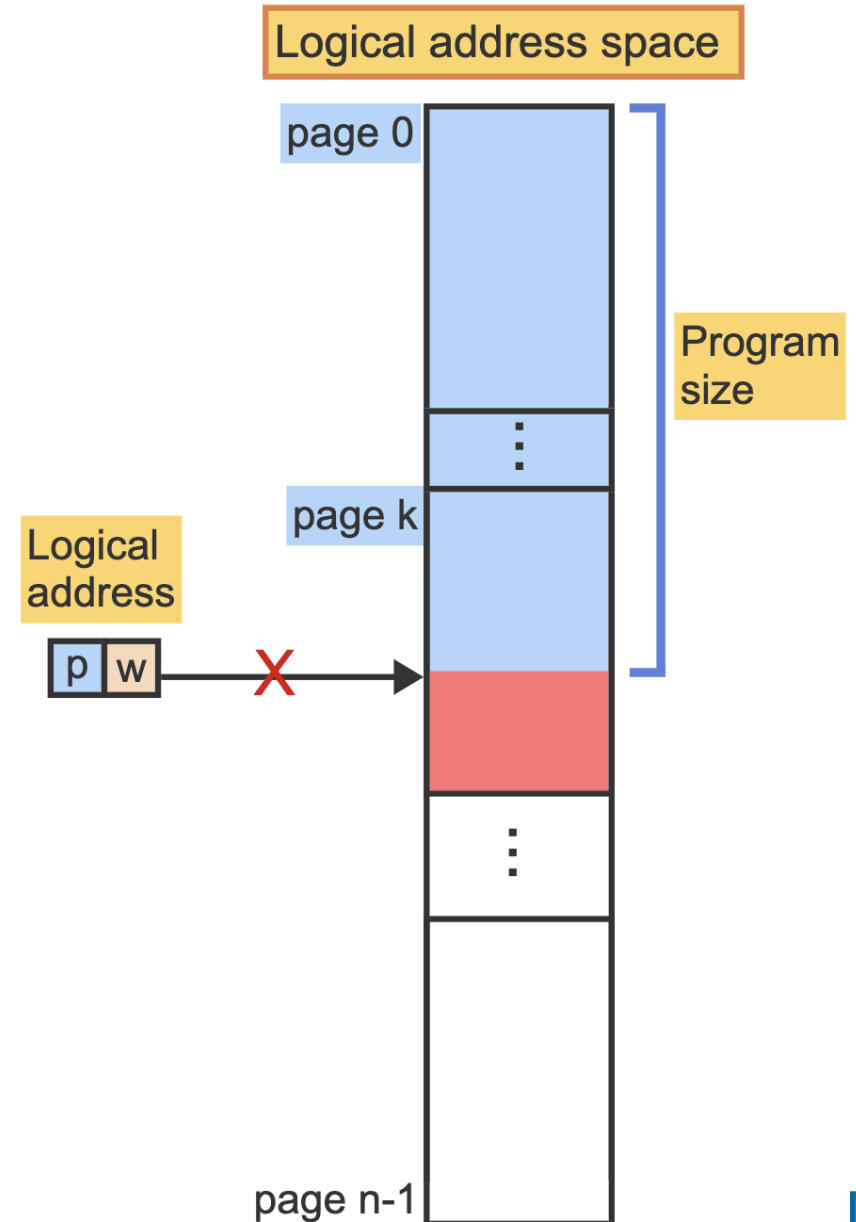 Logical address space
page 0
Program
size
⋮
page k
Logical
address
p w
X
⋮
page n-1